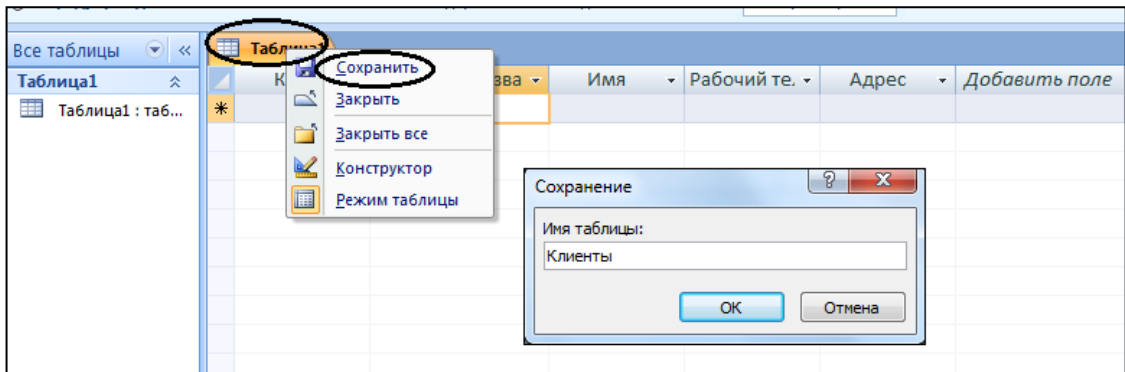 Все таблицы
Таблица1
Таблица1 : таб...
Таблица1
К
зва
Имя
Рабочий те.
Адрес
Добавить поле
Сохранить
Закрыть
Закрыть все
Конструктор
Режим таблицы
Сохранение
Имя таблицы:
Клиенты
ОК
Отмена